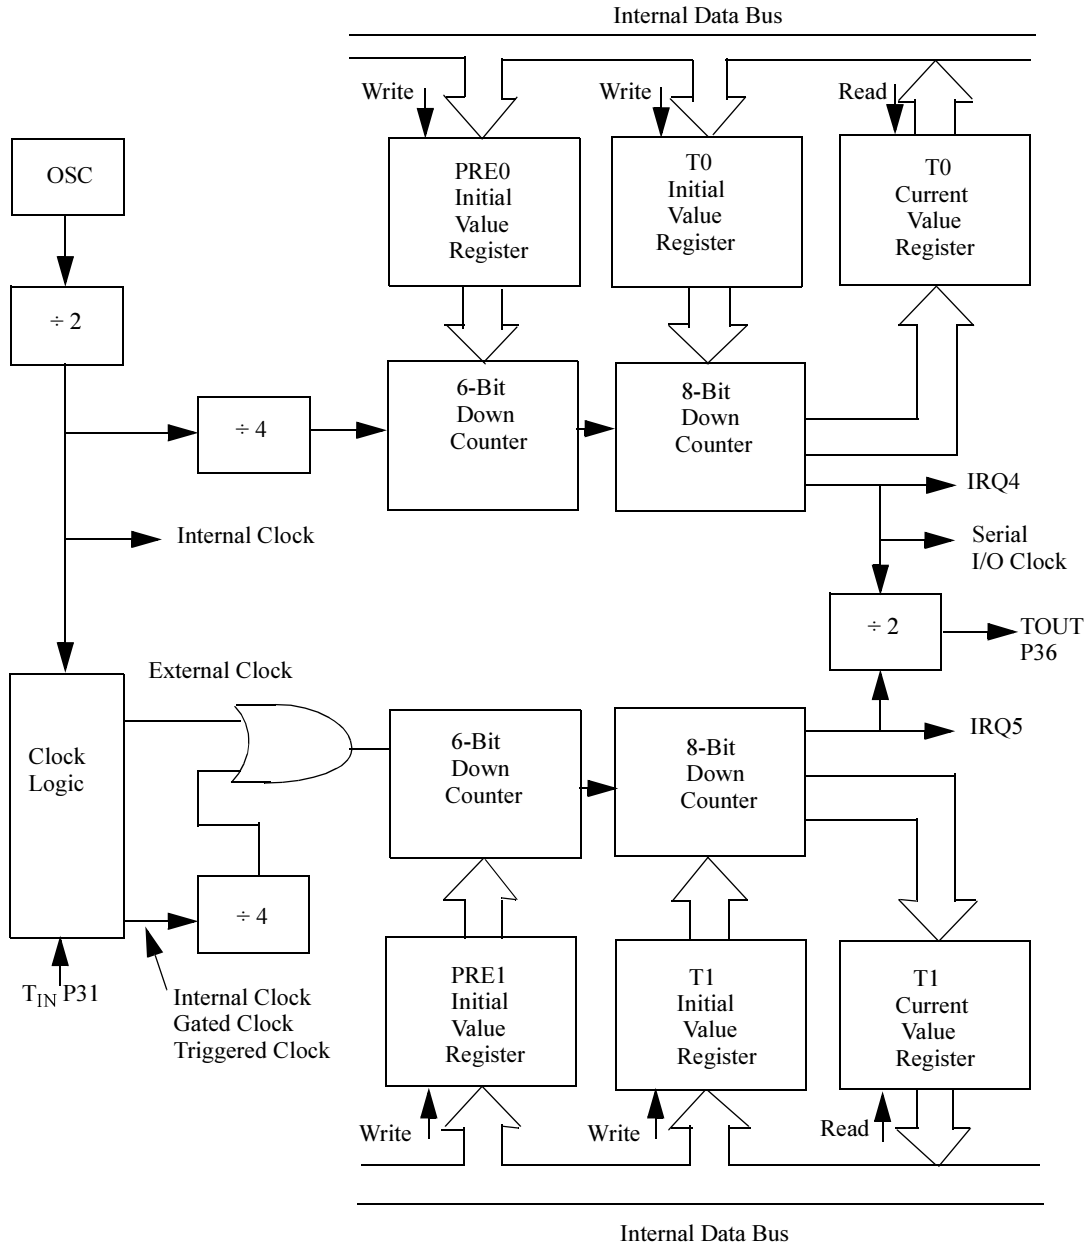 Internal Data Bus
Write
Write
Read
OSC
PRE0
Initial
Value
Register
T0
Initial
Value
Register
T0
Current
Value
Register
÷ 2
÷ 4
6-Bit
Down
Counter
8-Bit
Down
Counter
IRQ4
Internal Clock
Serial
I/O Clock
÷ 2
TOUT
P36
External Clock
Clock
Logic
6-Bit
Down
Counter
8-Bit
Down
Counter
IRQ5
÷ 4
TIN P31
Internal Clock
Gated Clock
Triggered Clock
PRE1
Initial
Value
Register
T1
Initial
Value
Register
T1
Current
Value
Register
Write
Write
Read
Internal Data Bus